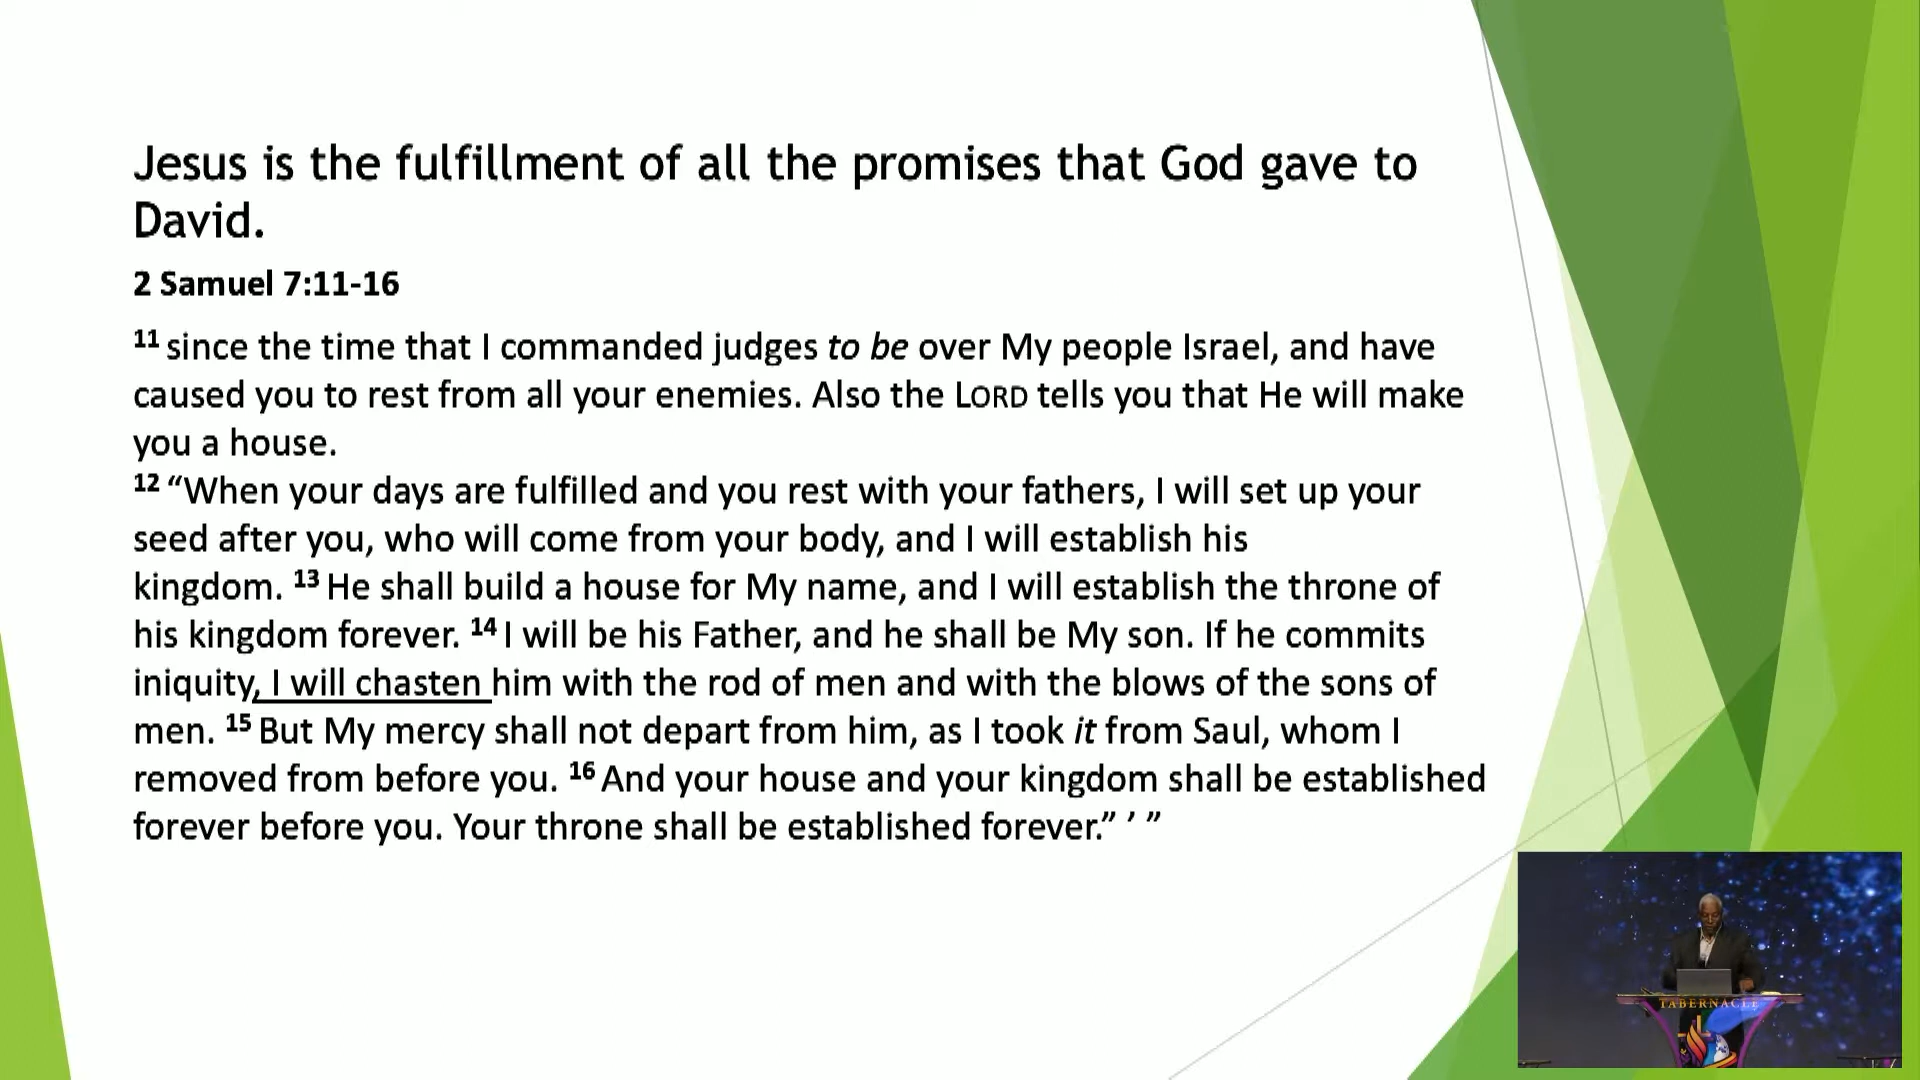 Jesus is the fulfillment of all the promises that God gave to
David.
2 Samuel 7:11-16
11 since the time that I commanded judges to be over My people Israel, and have
caused you to rest from all your enemies. Also the LORD tells you that He will make
you a house.
12 “When your days are fulfilled and you rest with your fathers, I will set up your
seed after you, who will come from your body, and I will establish his
kingdom. 13 He shall build a house for My name, and I will establish the throne of
his kingdom forever. 14 I will be his Father, and he shall be My son. If he commits
iniquity, I will chasten him with the rod of men and with the blows of the sons of
men. 15 But My mercy shall not depart from him, as I took it from Saul, whom I
removed from before you. 16 And your house and your kingdom shall be established
forever before you. Your throne shall be established forever.” ’ ”
TABERNACLE